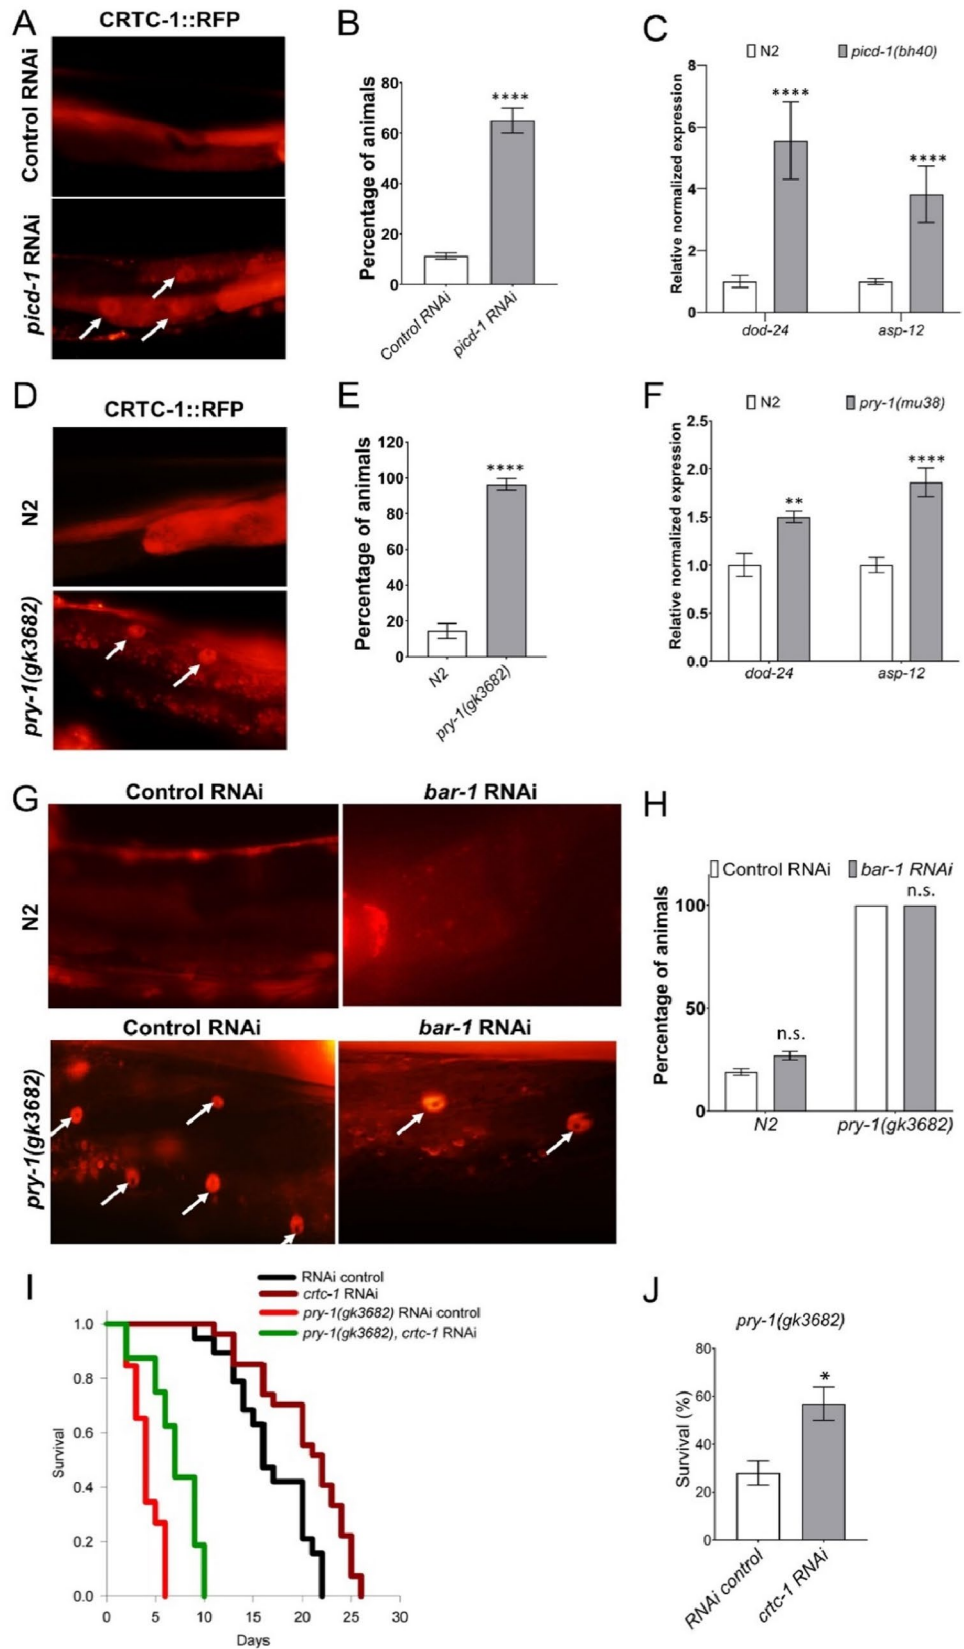 A
CRTC-1::RFP
Control RNAi
picd-1 RNAi
B
Percentage of animals
80
60
40
20
0
****
Control RNAi
picd-1 RNAi
C
N2
picd-1(bh40)
Relative normalized expression
8
6
4
2
0
****
****
dod-24
asp-12
D
CRTC-1::RFP
N2
pry-1(gk3682)
E
Percentage of animals
120
100
80
60
40
20
0
****
N2
pry-1(gk3682)
F
N2
pry-1(mu38)
Relative normalized expression
2.5
2.0
1.5
1.0
0.5
0.0
**
****
dod-24
asp-12
G
Control RNAi
bar-1 RNAi
N2
Control RNAi
bar-1 RNAi
pry-1(gk3682)
H
Control RNAi
bar-1 RNAi
Percentage of animals
100
50
0
n.s.
n.s.
N2
pry-1(gk3682)
I
RNAi control
crtc-1 RNAi
pry-1(gk3682) RNAi control
pry-1(gk3682), crtc-1 RNAi
Survival
1.0
0.8
0.6
0.4
0.2
0.0
0
5
10
15
20
25
30
Days
J
pry-1(gk3682)
Survival (%)
80
60
40
20
0
*
RNAi control
crtc-1 RNAi